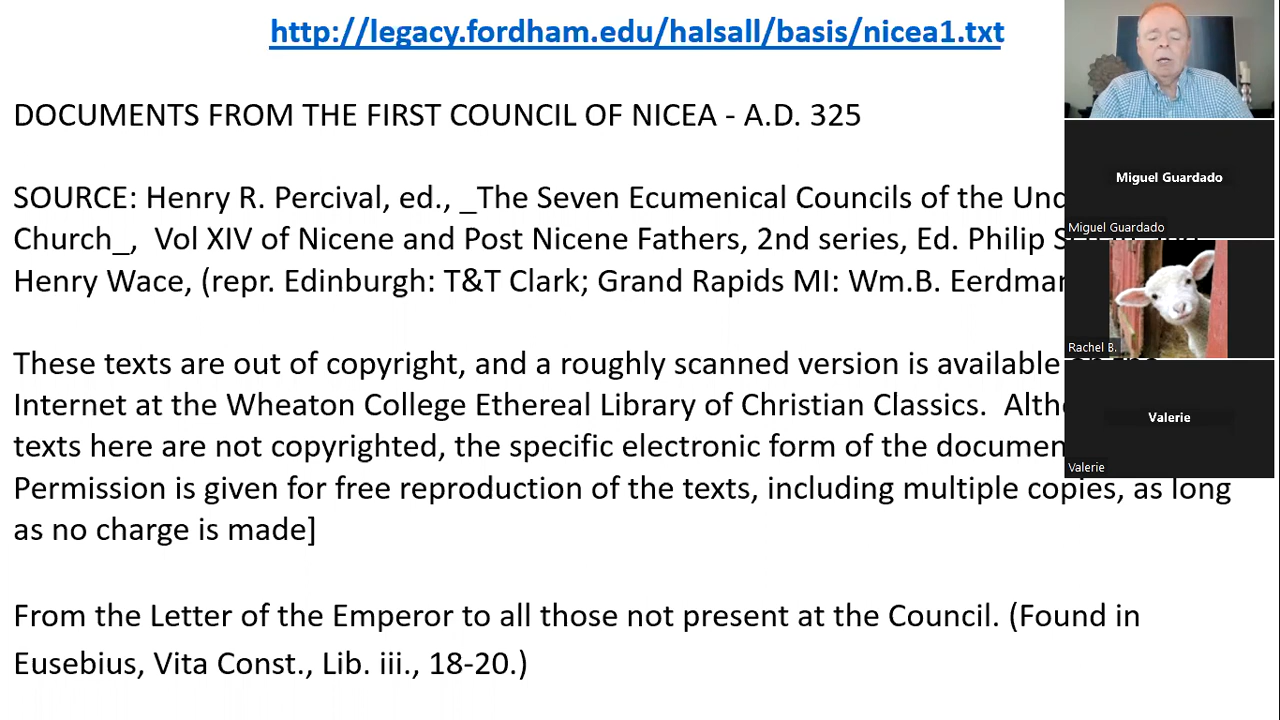 http://legacy.fordham.edu/halsall/basis/nicea1.txt
DOCUMENTS FROM THE FIRST COUNCIL OF NICEA - A.D. 325
SOURCE: Henry R. Percival, ed., _The Seven Ecumenical Councils of the
Church_, Vol XIV of Nicene and Post Nicene Fathers, 2nd series, Ed. Philip
Henry Wace, (repr. Edinburgh: T&T Clark; Grand Rapids MI: Wm.B.
These texts are out of copyright, and a roughly scanned version is available
Internet at the Wheaton College Ethereal Library of Christian Classics.
texts here are not copyrighted, the specific electronic form of the
Permission is given for free reproduction of the texts, including multiple copies, as long
as no charge is made]
From the Letter of the Emperor to all those not present at the Council. (Found in
Eusebius, Vita Const., Lib. iii., 18-20.)
Miguel Guardado
Miguel Guardado
Rachel B.
Valerie
Valerie